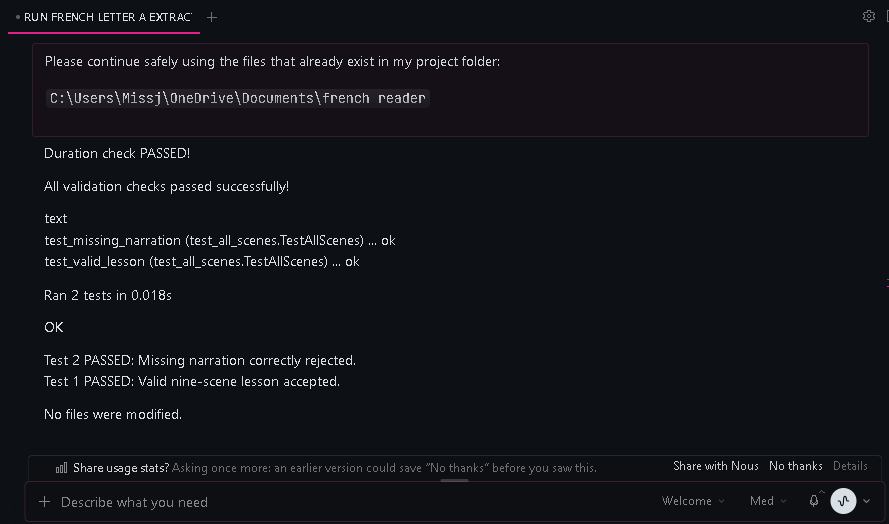 RUN FRENCH LETTER A EXTRAC
Please continue safely using the files that already exist in my project folder:
C:\Users\Missj\OneDrive\Documents\french reader
Duration check PASSED!
All validation checks passed successfully!
text
test_missing_narration (test_all_scenes.TestAllScenes) ... ok
test_valid_lesson (test_all_scenes.TestAllScenes) ... ok
Ran 2 tests in 0.018s
OK
Test 2 PASSED: Missing narration correctly rejected.
Test 1 PASSED: Valid nine-scene lesson accepted.
No files were modified.
Share usage stats? Asking once more: an earlier version could save "No thanks" before you saw this. Share with Nous No thanks Details
Describe what you need Welcome Med